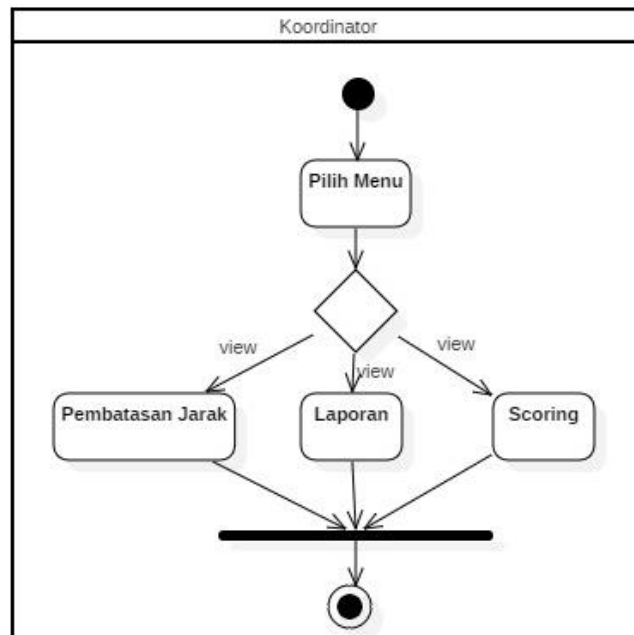 Koordinator
Pilih Menu
view
view
view
Pembatasan Jarak
Laporan
Scoring